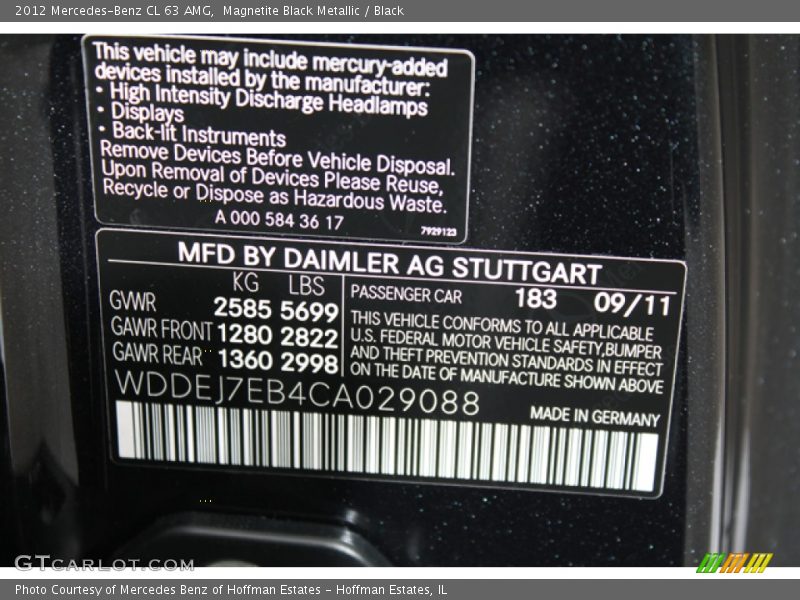 2012 Mercedes-Benz CL 63 AMG,  Magnetite Black Metallic / Black
This vehicle may include mercury-added
devices installed by the manufacturer:
• High Intensity Discharge Headlamps
• Displays
• Back-lit Instruments
Remove Devices Before Vehicle Disposal.
Upon Removal of Devices Please Reuse,
Recycle or Dispose as Hazardous Waste.
A 000 584 36 17
7929123
MFD BY DAIMLER AG STUTTGART
KG LBS
GVWR 2585 5699
GAWR FRONT 1280 2822
GAWR REAR 1360 2998
PASSENGER CAR 183 09/11
THIS VEHICLE CONFORMS TO ALL APPLICABLE
U.S. FEDERAL MOTOR VEHICLE SAFETY,BUMPER
AND THEFT PREVENTION STANDARDS IN EFFECT
ON THE DATE OF MANUFACTURE SHOWN ABOVE
WDDEJ7EB4CA029088
MADE IN GERMANY
GTcarlot.com
Photo Courtesy of Mercedes Benz of Hoffman Estates - Hoffman Estates, IL